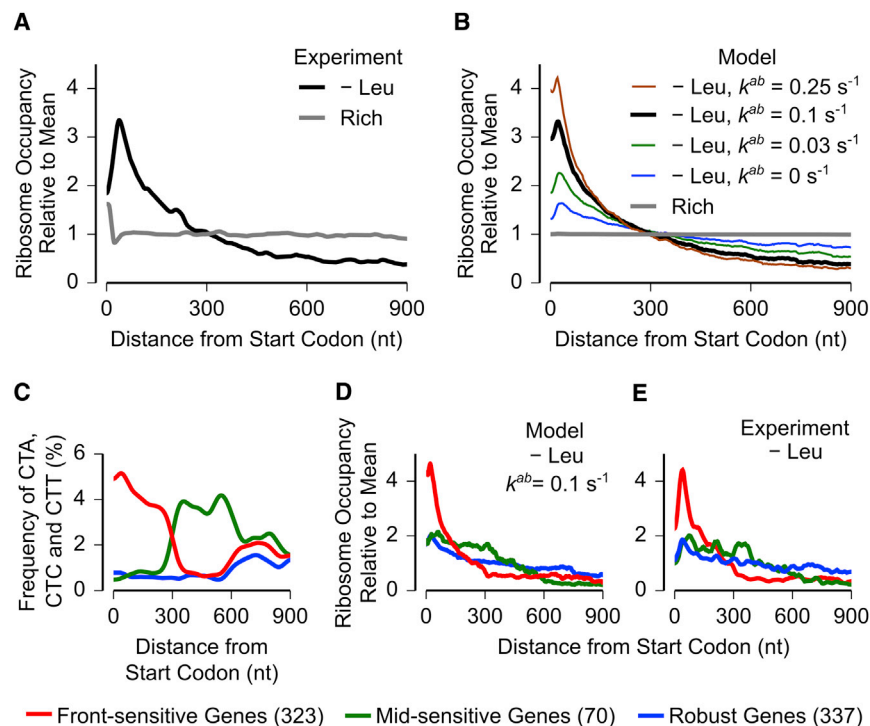 A
Experiment
− Leu
Rich
Ribosome Occupancy
Relative to Mean
4
3
2
1
0
0
300
600
900
Distance from Start Codon (nt)
B
Model
− Leu, k^ab = 0.25 s^-1
− Leu, k^ab = 0.1 s^-1
− Leu, k^ab = 0.03 s^-1
− Leu, k^ab = 0 s^-1
Rich
Ribosome Occupancy
Relative to Mean
4
3
2
1
0
0
300
600
900
Distance from Start Codon (nt)
C
Frequency of CTA,
CTC and CTT (%)
6
4
2
0
0
300
600
900
Distance from
Start Codon (nt)
D
Model
− Leu
k^ab = 0.1 s^-1
Ribosome Occupancy
Relative to Mean
4
2
0
0
300
600
900
E
Experiment
− Leu
4
2
0
0
300
600
900
Distance from Start Codon (nt)
Front-sensitive Genes (323)
Mid-sensitive Genes (70)
Robust Genes (337)